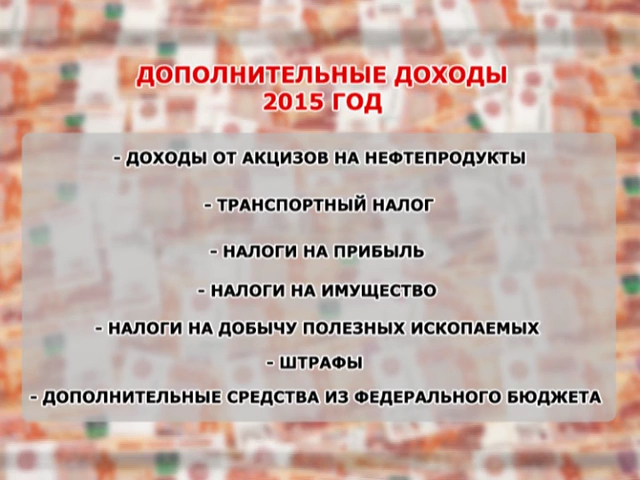 ДОПОЛНИТЕЛЬНЫЕ ДОХОДЫ
2015 ГОД
- ДОХОДЫ ОТ АКЦИЗОВ НА НЕФТЕПРОДУКТЫ
- ТРАНСПОРТНЫЙ НАЛОГ
- НАЛОГИ НА ПРИБЫЛЬ
- НАЛОГИ НА ИМУЩЕСТВО
- НАЛОГИ НА ДОБЫЧУ ПОЛЕЗНЫХ ИСКОПАЕМЫХ
- ШТРАФЫ
- ДОПОЛНИТЕЛЬНЫЕ СРЕДСТВА ИЗ ФЕДЕРАЛЬНОГО БЮДЖЕТА